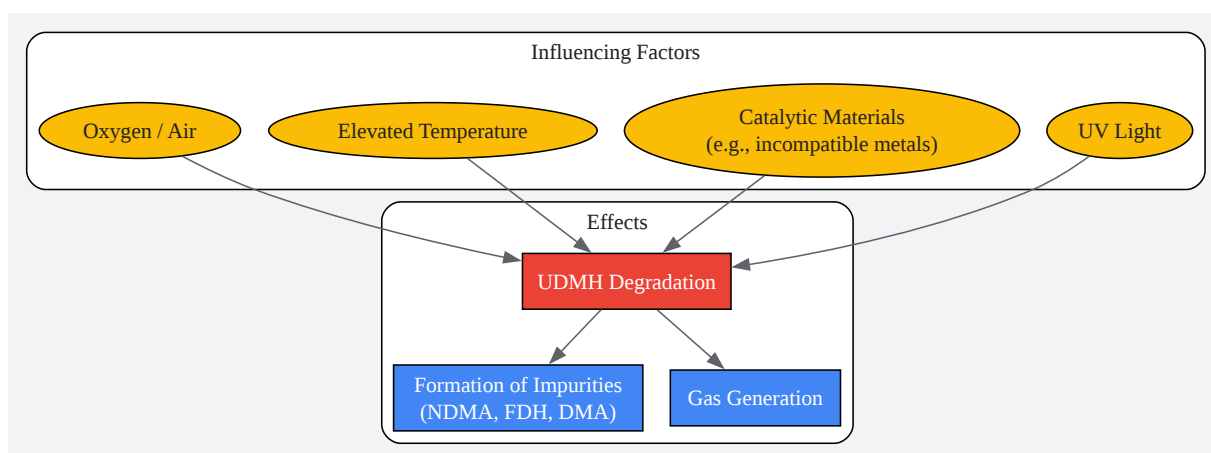 Influencing Factors
Oxygen / Air
Elevated Temperature
Catalytic Materials
(e.g., incompatible metals)
UV Light
Effects
UDMH Degradation
Formation of Impurities
(NDMA, FDH, DMA)
Gas Generation